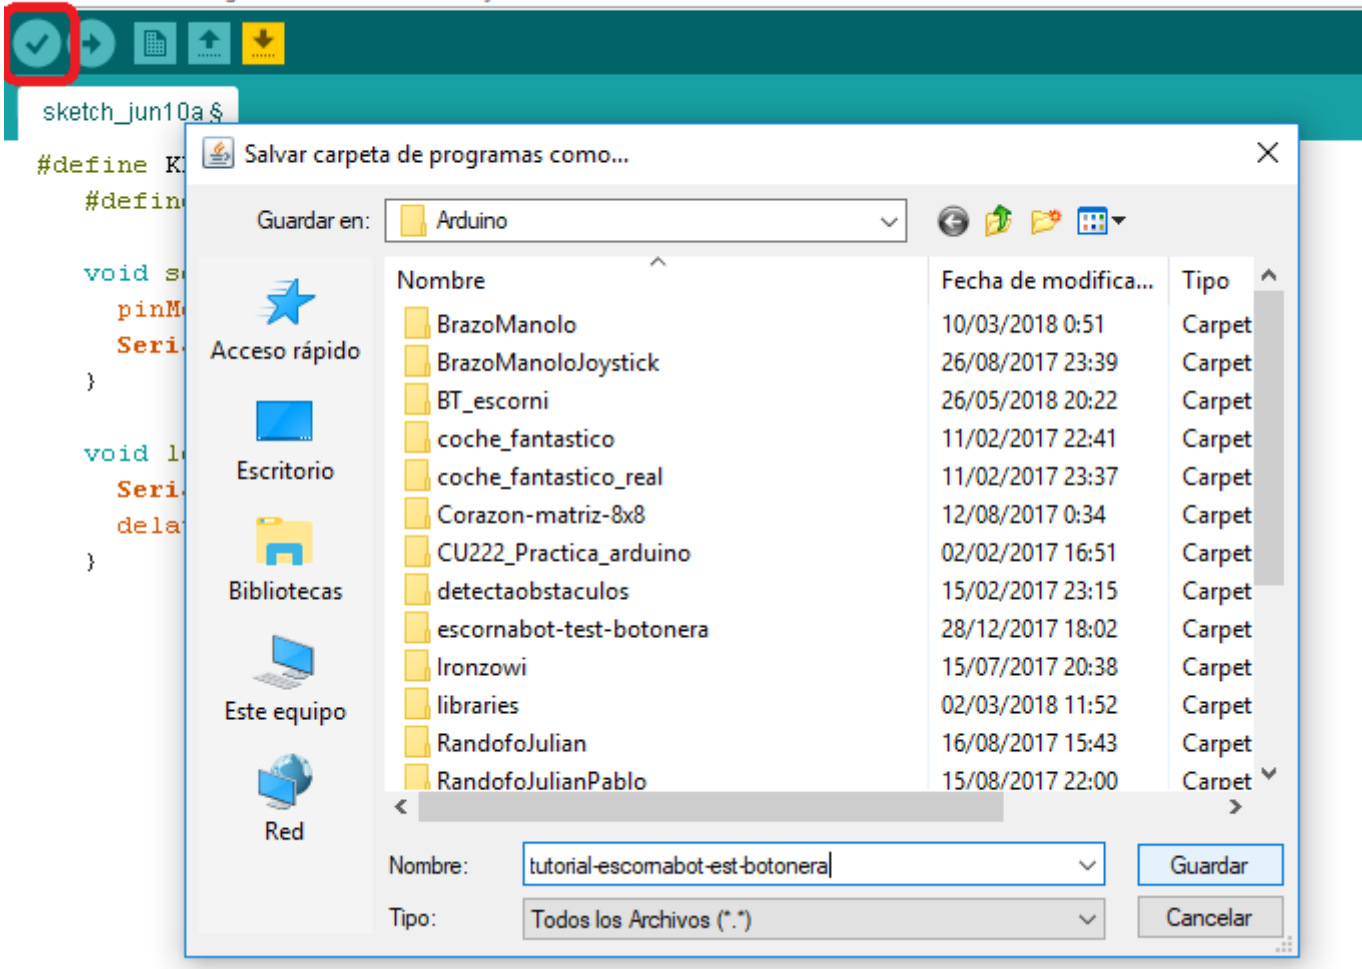 sketch_jun10a §
#define K
#defin
void s
pinM
Seri
}
void l
Seri
dela
}
Salvar carpeta de programas como...
Guardar en: Arduino
Nombre Fecha de modifica... Tipo
BrazoManolo 10/03/2018 0:51 Carpet
BrazoManoloJoystick 26/08/2017 23:39 Carpet
BT_escorni 26/05/2018 20:22 Carpet
coche_fantastico 11/02/2017 22:41 Carpet
coche_fantastico_real 11/02/2017 23:37 Carpet
Corazon-matriz-8x8 12/08/2017 0:34 Carpet
CU222_Practica_arduino 02/02/2017 16:51 Carpet
detectaobstaculos 15/02/2017 23:15 Carpet
escornabot-test-botonera 28/12/2017 18:02 Carpet
Ironzowi 15/07/2017 20:38 Carpet
libraries 02/03/2018 11:52 Carpet
RandofoJulian 16/08/2017 15:43 Carpet
RandofoJulianPablo 15/08/2017 22:00 Carpet
Acceso rápido
Escritorio
Bibliotecas
Este equipo
Red
Nombre: tutorial-escornabot-est-botonera Guardar
Tipo: Todos los Archivos (*.*) Cancelar